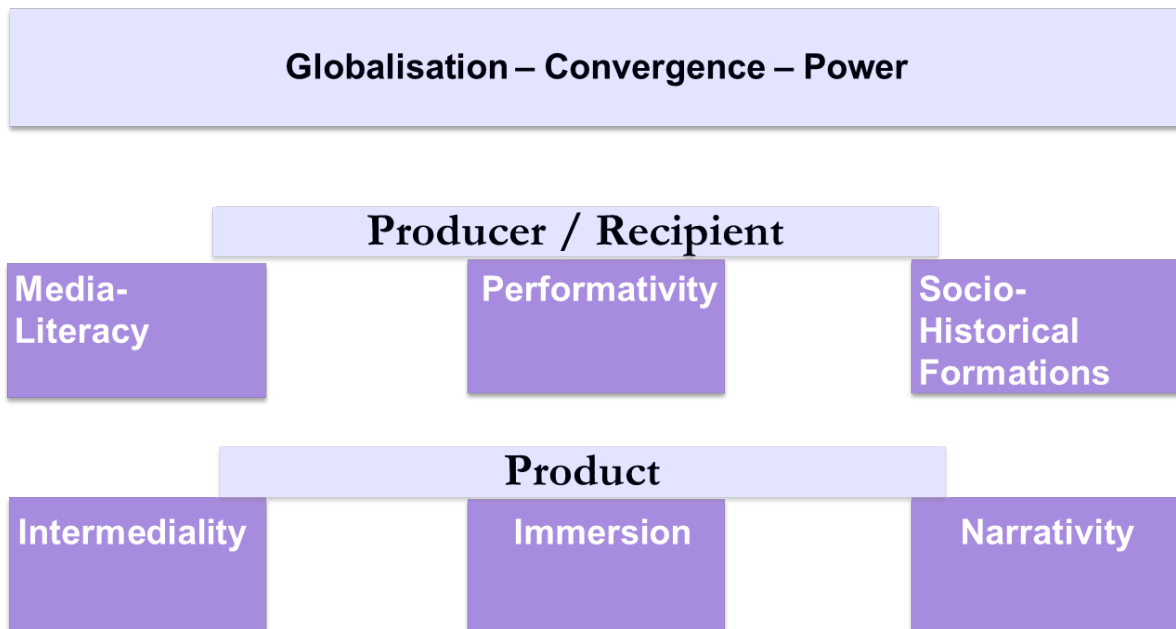 Globalisation – Convergence – Power
Producer / Recipient
Media-
Literacy
Performativity
Socio-
Historical
Formations
Product
Intermediality
Immersion
Narrativity